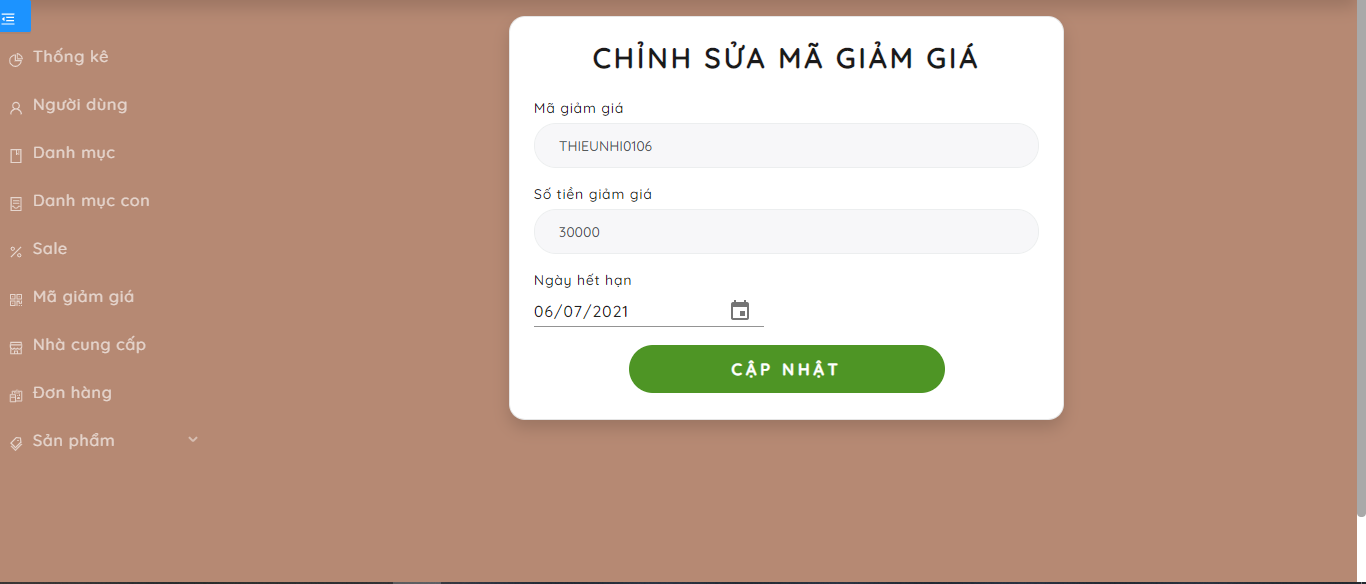 Thống kê
Người dùng
Danh mục
Danh mục con
Sale
Mã giảm giá
Nhà cung cấp
Đơn hàng
Sản phẩm
CHỈNH SỬA MÃ GIẢM GIÁ
Mã giảm giá
THIEUNHI0106
Số tiền giảm giá
30000
Ngày hết hạn
06/07/2021
CẬP NHẬT